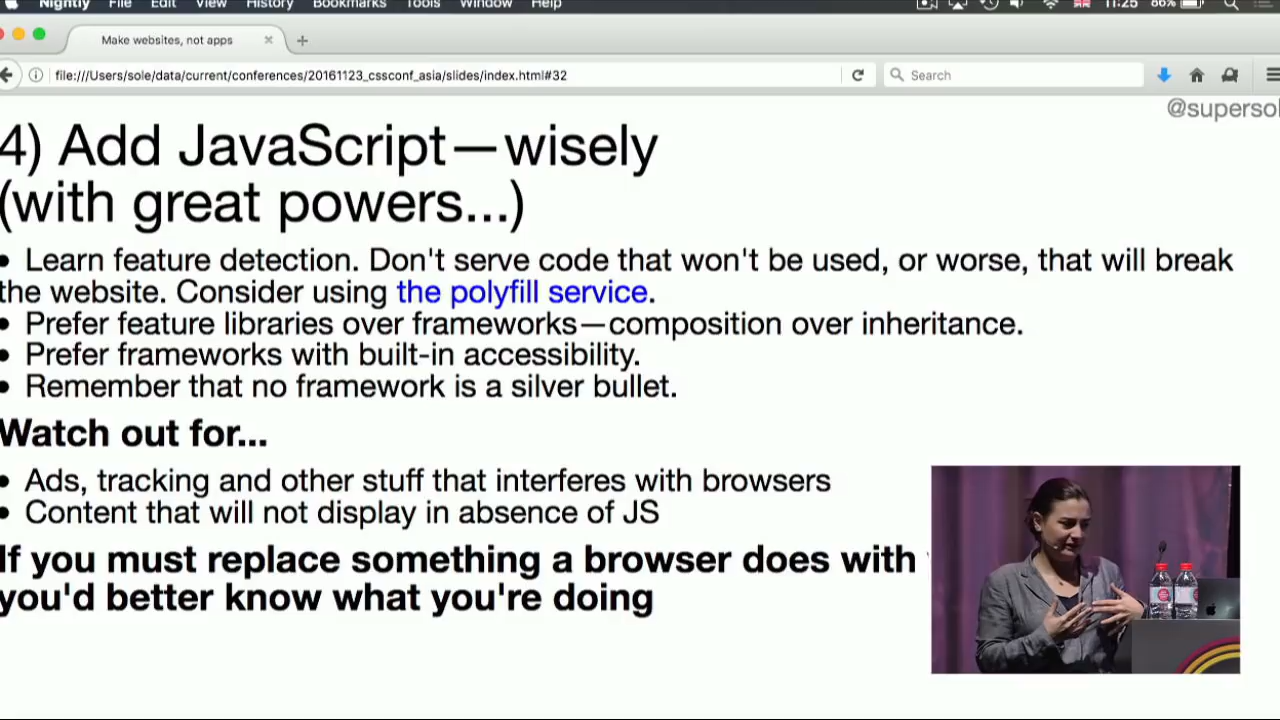 Nightly File Edit View History Bookmarks Tools Window Help 11:25 86%
Make websites, not apps
file:///Users/sole/data/current/conferences/20161123_cssconf_asia/slides/index.html#32 Search
@supersol
4) Add JavaScript—wisely
(with great powers...)
• Learn feature detection. Don't serve code that won't be used, or worse, that will break
the website. Consider using the polyfill service.
• Prefer feature libraries over frameworks—composition over inheritance.
• Prefer frameworks with built-in accessibility.
• Remember that no framework is a silver bullet.
Watch out for...
• Ads, tracking and other stuff that interferes with browsers
• Content that will not display in absence of JS
If you must replace something a browser does with
you'd better know what you're doing